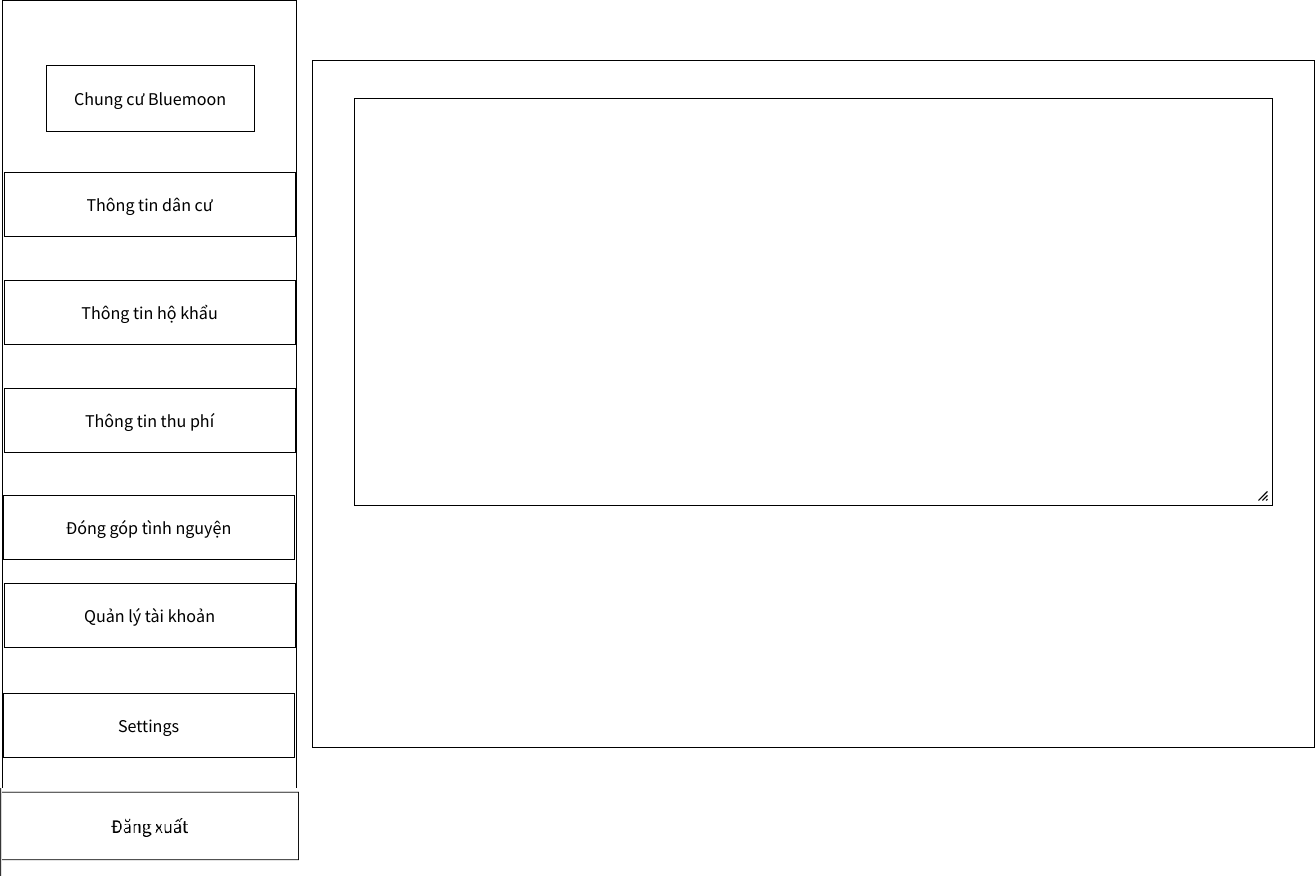 Chung cư Bluemoon
Thông tin dân cư
Thông tin hộ khẩu
Thông tin thu phí
Đóng góp tình nguyện
Quản lý tài khoản
Settings
Đăng xuất